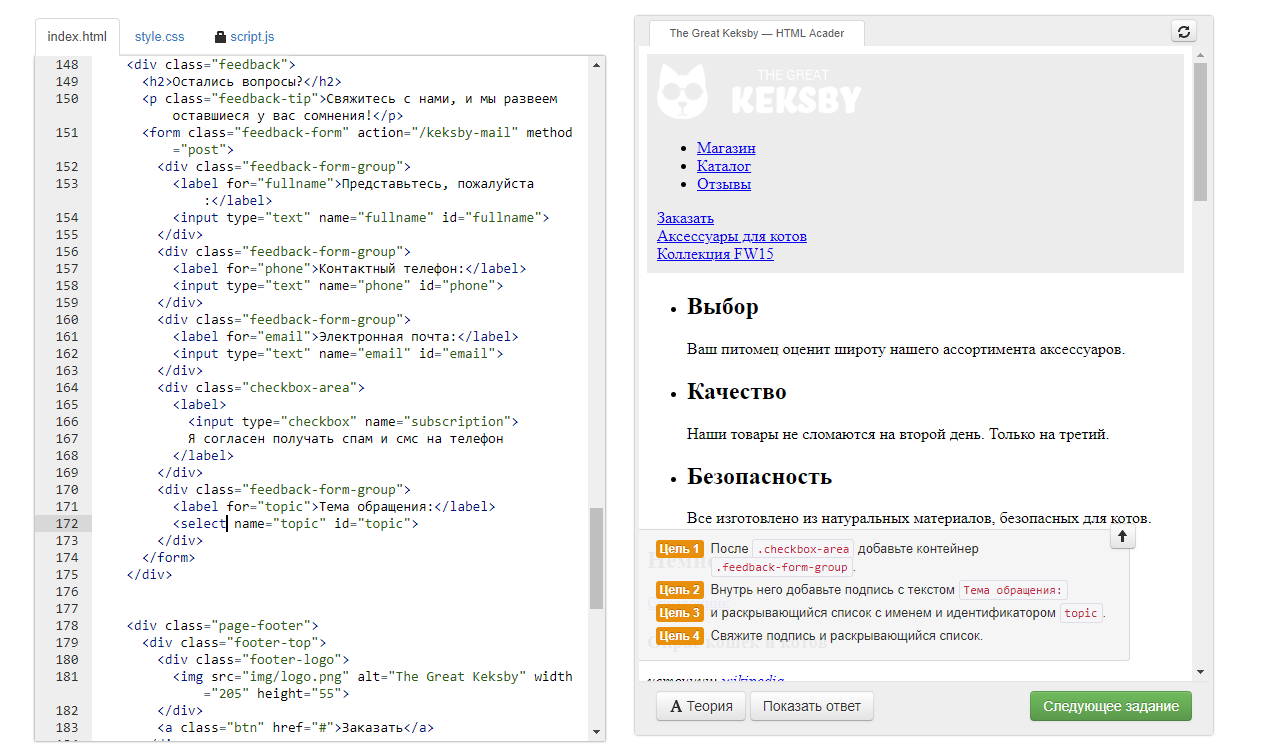 index.html style.css script.js
148 <div class="feedback">
149 <h2>Остались вопросы?</h2>
150 <p class="feedback-tip">Свяжитесь с нами, и мы развеем
оставшиеся у вас сомнения!</p>
151 <form class="feedback-form" action="/keksby-mail" method
="post">
152 <div class="feedback-form-group">
153 <label for="fullname">Представьтесь, пожалуйста
:</label>
154 <input type="text" name="fullname" id="fullname">
155 </div>
156 <div class="feedback-form-group">
157 <label for="phone">Контактный телефон:</label>
158 <input type="text" name="phone" id="phone">
159 </div>
160 <div class="feedback-form-group">
161 <label for="email">Электронная почта:</label>
162 <input type="text" name="email" id="email">
163 </div>
164 <div class="checkbox-area">
165 <label>
166 <input type="checkbox" name="subscription">
167 Я согласен получать спам и смс на телефон
168 </label>
169 </div>
170 <div class="feedback-form-group">
171 <label for="topic">Тема обращения:</label>
172 <select name="topic" id="topic">
173 </div>
174 </form>
175 </div>
176
177
178 <div class="page-footer">
179 <div class="footer-top">
180 <div class="footer-logo">
181 <img src="img/logo.png" alt="The Great Keksby" width
="205" height="55">
182 </div>
183 <a class="btn" href="#">Заказать</a>
The Great Keksby — HTML Acader
THE GREAT
KEKSBY
Магазин
Каталог
Отзывы
Заказать
Аксессуары для котов
Коллекция FW15
Выбор
Ваш питомец оценит широту нашего ассортимента аксессуаров.
Качество
Наши товары не сломаются на второй день. Только на третий.
Безопасность
Все изготовлено из натуральных материалов, безопасных для котов.
Цель 1 После .checkbox-area добавьте контейнер
.feedback-form-group.
Цель 2 Внутрь него добавьте подпись с текстом Тема обращения:
Цель 3 и раскрывающийся список с именем и идентификатором topic.
Цель 4 Свяжите подпись и раскрывающийся список.
A Теория Показать ответ Следующее задание